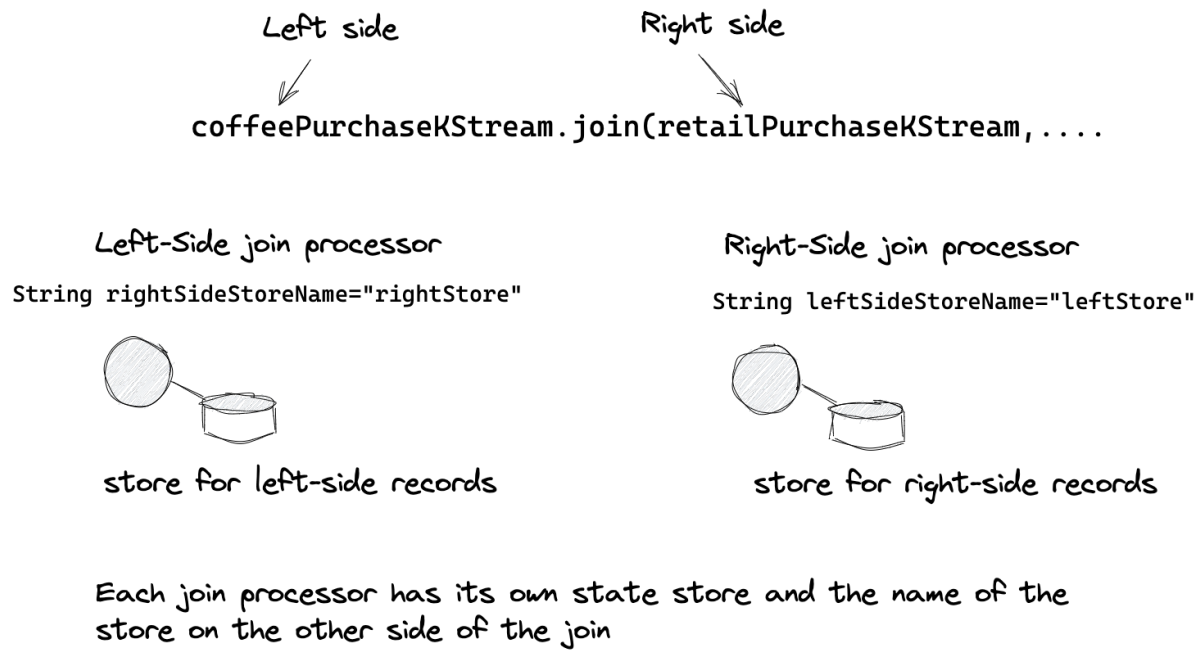 Left side
Right side
coffeePurchaseKStream.join(retailPurchaseKStream,....
Left-Side join processor
String rightSideStoreName="rightStore"
store for left-side records
Right-Side join processor
String leftSideStoreName="leftStore"
store for right-side records
Each join processor has its own state store and the name of the
store on the other side of the join